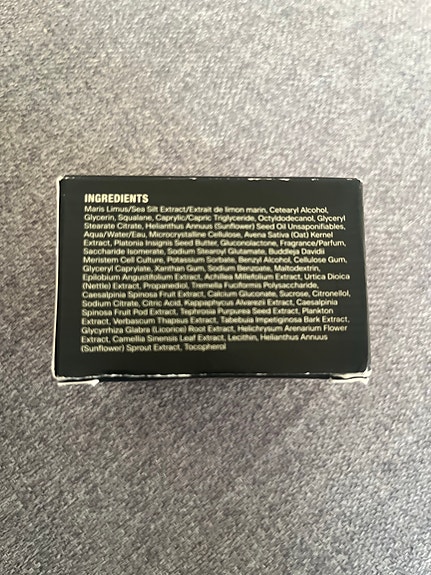 INGREDIENTS
Maris Limus/Sea Silt Extract/Extrait de limon marin, Cetearyl Alcohol,
Glycerin, Squalane, Caprylic/Capric Triglyceride, Octyldodecanol, Glyceryl
Stearate Citrate, Helianthus Annuus (Sunflower) Seed Oil Unsaponifiables,
Aqua/Water/Eau, Microcrystalline Cellulose, Avena Sativa (Oat) Kernel
Extract, Platonia Insignis Seed Butter, Gluconolactone, Fragrance/Parfum,
Saccharide Isomerate, Sodium Stearoyl Glutamate, Buddleja Davidii
Meristem Cell Culture, Potassium Sorbate, Benzyl Alcohol, Cellulose Gum,
Glyceryl Caprylate, Xanthan Gum, Sodium Benzoate, Maltodextrin,
Epilobium Angustifolium Extract, Achillea Millefolium Extract, Urtica Dioica
(Nettle) Extract, Propanediol, Tremella Fuciformis Polysaccharide,
Caesalpinia Spinosa Fruit Extract, Calcium Gluconate, Sucrose, Citronellol,
Sodium Citrate, Citric Acid, Kappaphycus Alvarezii Extract, Caesalpinia
Spinosa Fruit Pod Extract, Tephrosia Purpurea Seed Extract, Plankton
Extract, Verbascum Thapsus Extract, Tabebuia Impetiginosa Bark Extract,
Glycyrrhiza Glabra (Licorice) Root Extract, Helichrysum Arenarium Flower
Extract, Camellia Sinensis Leaf Extract, Lecithin, Helianthus Annuus
(Sunflower) Sprout Extract, Tocopherol